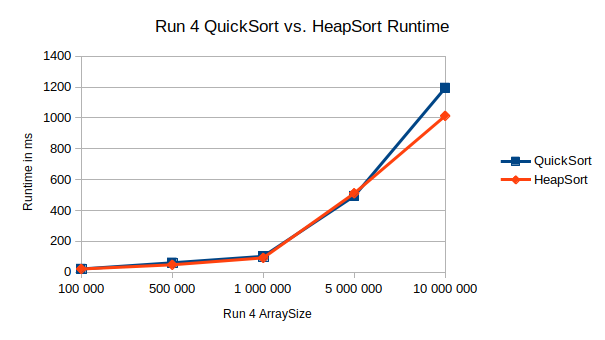 Run 4 QuickSort vs. HeapSort Runtime
1400
1200
1000
800
600
400
200
0
Runtime in ms
100 000 500 000 1 000 000 5 000 000 10 000 000
Run 4 ArraySize
QuickSort
HeapSort